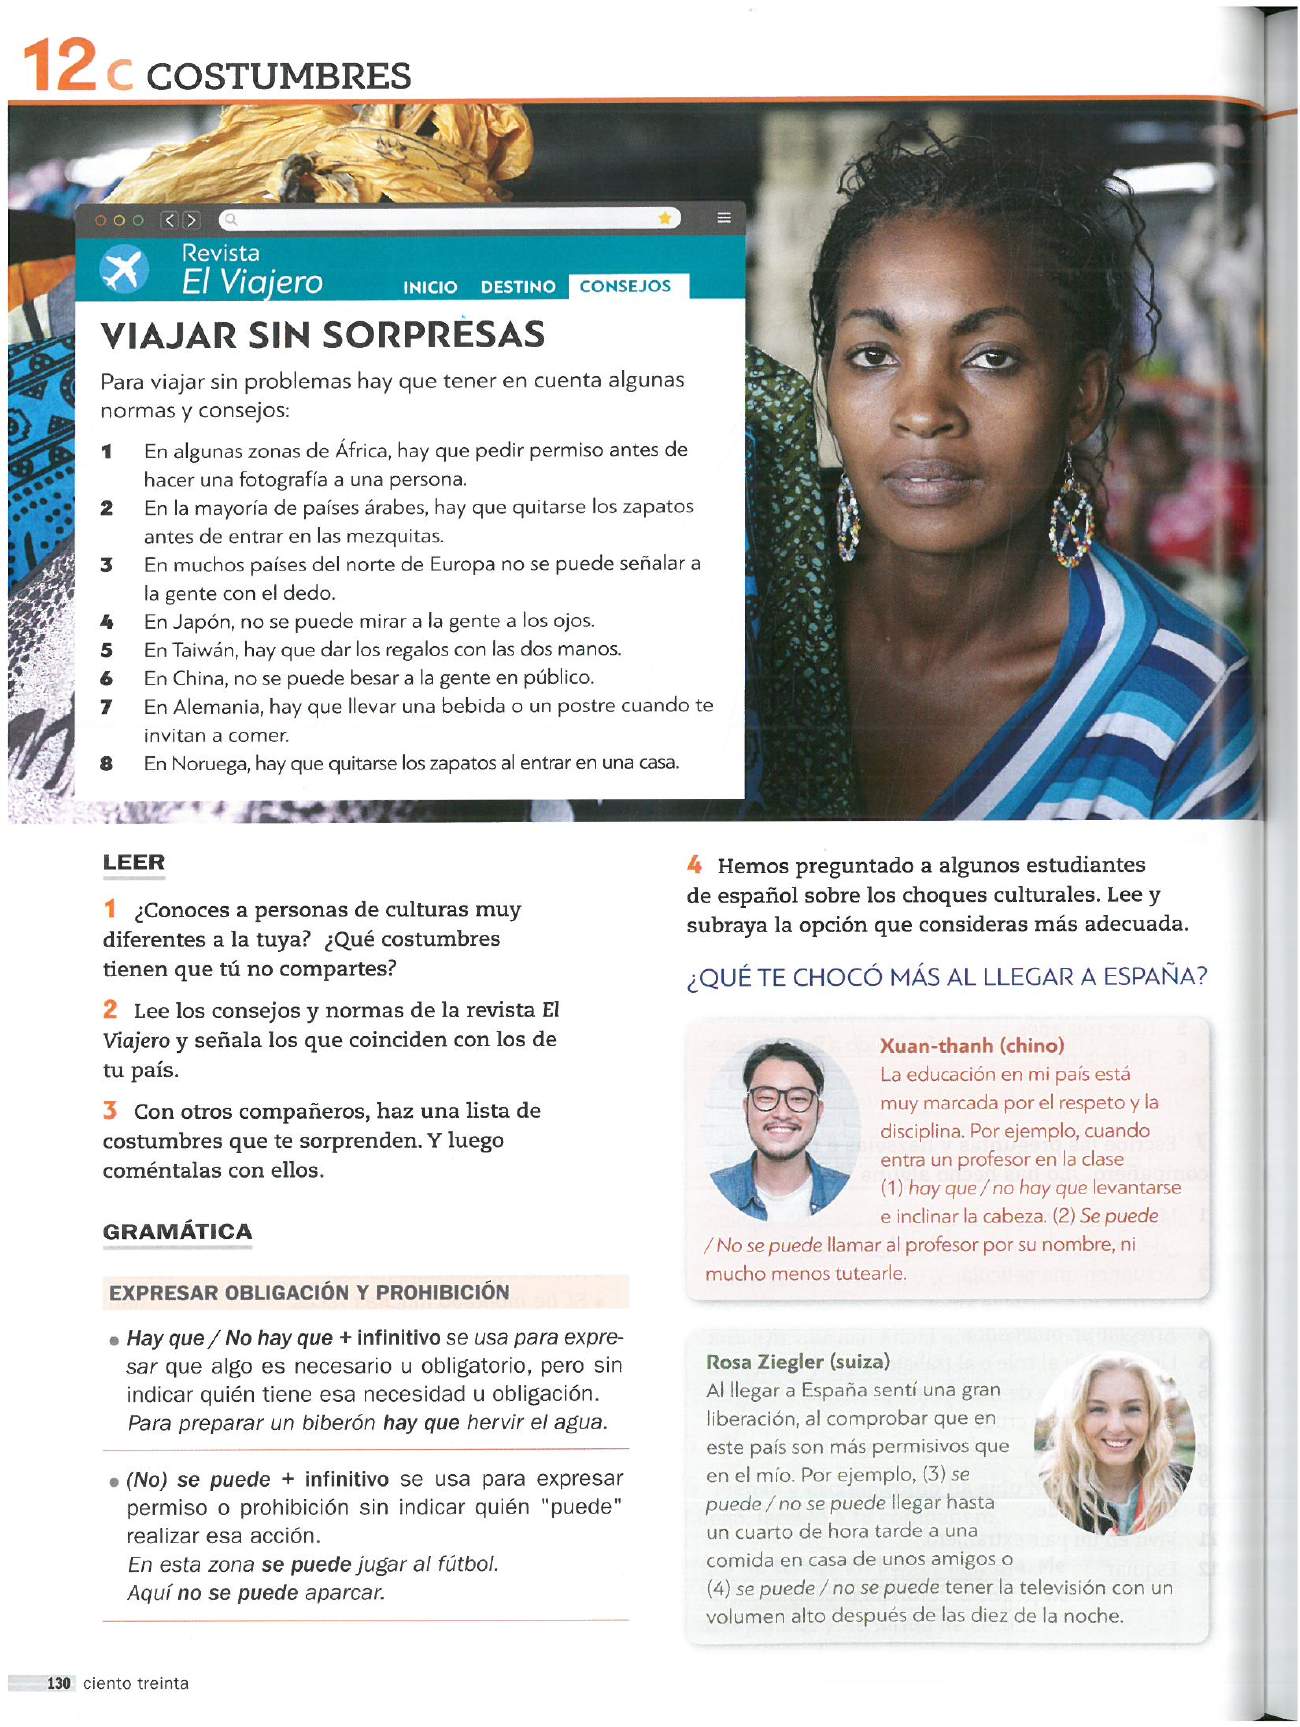 12 C COSTUMBRES
Revista
El Viajero
INICIO DESTINO CONSEJOS
VIAJAR SIN SORPRESAS
Para viajar sin problemas hay que tener en cuenta algunas
normas y consejos:
1 En algunas zonas de África, hay que pedir permiso antes de
hacer una fotografía a una persona.
2 En la mayoría de países árabes, hay que quitarse los zapatos
antes de entrar en las mezquitas.
3 En muchos países del norte de Europa no se puede señalar a
la gente con el dedo.
4 En Japón, no se puede mirar a la gente a los ojos.
5 En Taiwán, hay que dar los regalos con las dos manos.
6 En China, no se puede besar a la gente en público.
7 En Alemania, hay que llevar una bebida o un postre cuando te
invitan a comer.
8 En Noruega, hay que quitarse los zapatos al entrar en una casa.
LEER
1 ¿Conoces a personas de culturas muy
diferentes a la tuya? ¿Qué costumbres
tienen que tú no compartes?
2 Lee los consejos y normas de la revista El
Viajero y señala los que coinciden con los de
tu país.
3 Con otros compañeros, haz una lista de
costumbres que te sorprenden. Y luego
coméntalas con ellos.
GRAMÁTICA
EXPRESAR OBLIGACIÓN Y PROHIBICIÓN
• Hay que / No hay que + infinitivo se usa para expre-
sar que algo es necesario u obligatorio, pero sin
indicar quién tiene esa necesidad u obligación.
Para preparar un biberón hay que hervir el agua.
• (No) se puede + infinitivo se usa para expresar
permiso o prohibición sin indicar quién "puede"
realizar esa acción.
En esta zona se puede jugar al fútbol.
Aquí no se puede aparcar.
4 Hemos preguntado a algunos estudiantes
de español sobre los choques culturales. Lee y
subraya la opción que consideras más adecuada.
¿QUÉ TE CHOCÓ MÁS AL LLEGAR A ESPAÑA?
Xuan-thanh (chino)
La educación en mi país está
muy marcada por el respeto y la
disciplina. Por ejemplo, cuando
entra un profesor en la clase
(1) hay que / no hay que levantarse
e inclinar la cabeza. (2) Se puede
/ No se puede llamar al profesor por su nombre, ni
mucho menos tutearle.
Rosa Ziegler (suiza)
Al llegar a España sentí una gran
liberación, al comprobar que en
este país son más permisivos que
en el mío. Por ejemplo, (3) se
puede / no se puede llegar hasta
un cuarto de hora tarde a una
comida en casa de unos amigos o
(4) se puede / no se puede tener la televisión con un
volumen alto después de las diez de la noche.
130 ciento treinta